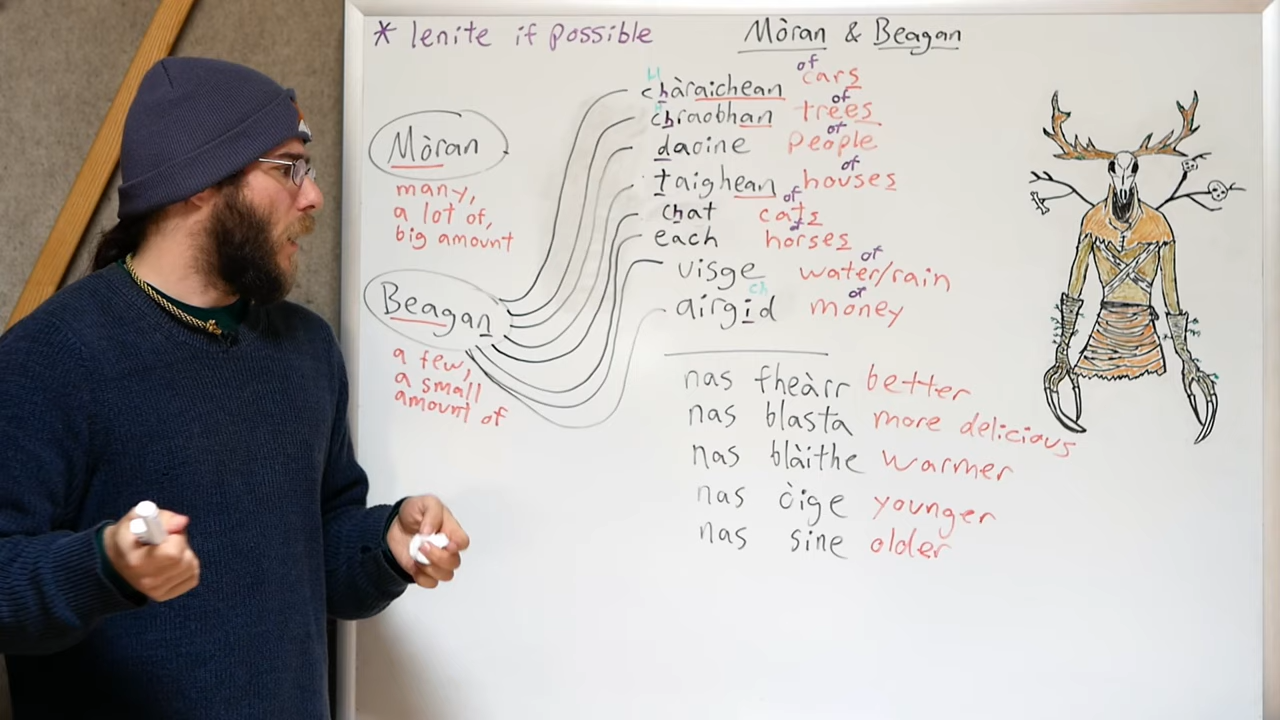 * lenite if possible
Mòran & Beagan
Mòran
many,
a lot of,
big amount
Beagan
a few,
a small
amount of
H
chàraichean of cars
chraobhan of trees
daoine of people
taighean of houses
chat of cats
each of horses
uisge of water/rain
ch
airgid of money
nas fheàrr better
nas blasta more delicious
nas blàithe warmer
nas òige younger
nas sine older